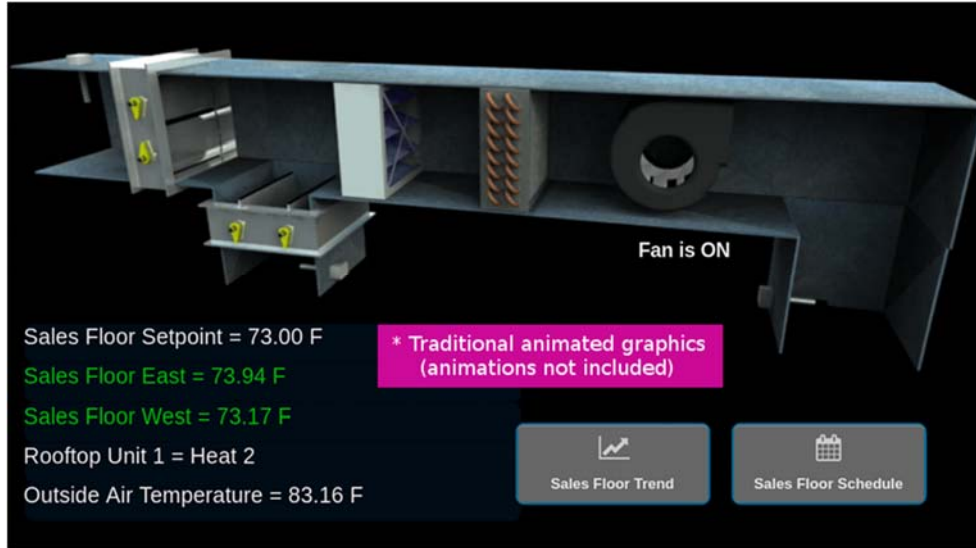 Fan is ON
Sales Floor Setpoint = 73.00 F
Sales Floor East = 73.94 F
Sales Floor West = 73.17 F
Rooftop Unit 1 = Heat 2
Outside Air Temperature = 83.16 F
* Traditional animated graphics
(animations not included)
Sales Floor Trend
Sales Floor Schedule